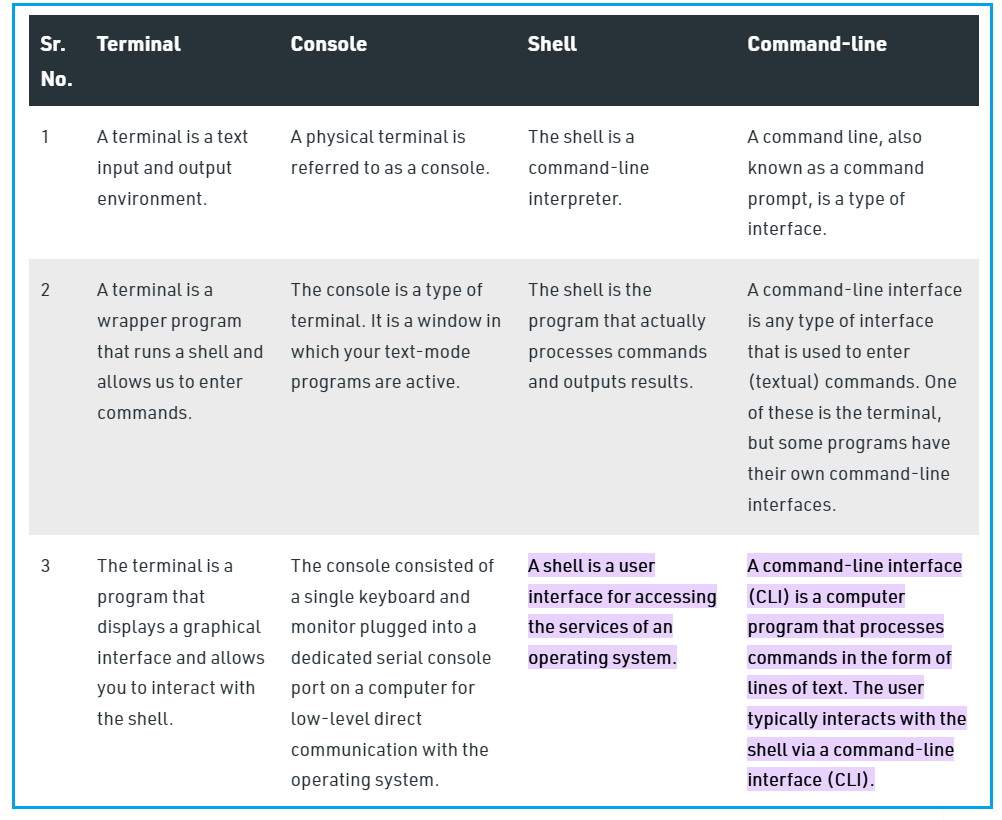 Sr. No.
Terminal
Console
Shell
Command-line
1
A terminal is a text
input and output
environment.
A physical terminal is
referred to as a console.
The shell is a
command-line
interpreter.
A command line, also
known as a command
prompt, is a type of
interface.
2
A terminal is a
wrapper program
that runs a shell and
allows us to enter
commands.
The console is a type of
terminal. It is a window in
which your text-mode
programs are active.
The shell is the
program that actually
processes commands
and outputs results.
A command-line interface
is any type of interface
that is used to enter
(textual) commands. One
of these is the terminal,
but some programs have
their own command-line
interfaces.
3
The terminal is a
program that
displays a graphical
interface and allows
you to interact with
the shell.
The console consisted of
a single keyboard and
monitor plugged into a
dedicated serial console
port on a computer for
low-level direct
communication with the
operating system.
A shell is a user
interface for accessing
the services of an
operating system.
A command-line interface
(CLI) is a computer
program that processes
commands in the form of
lines of text. The user
typically interacts with the
shell via a command-line
interface (CLI).